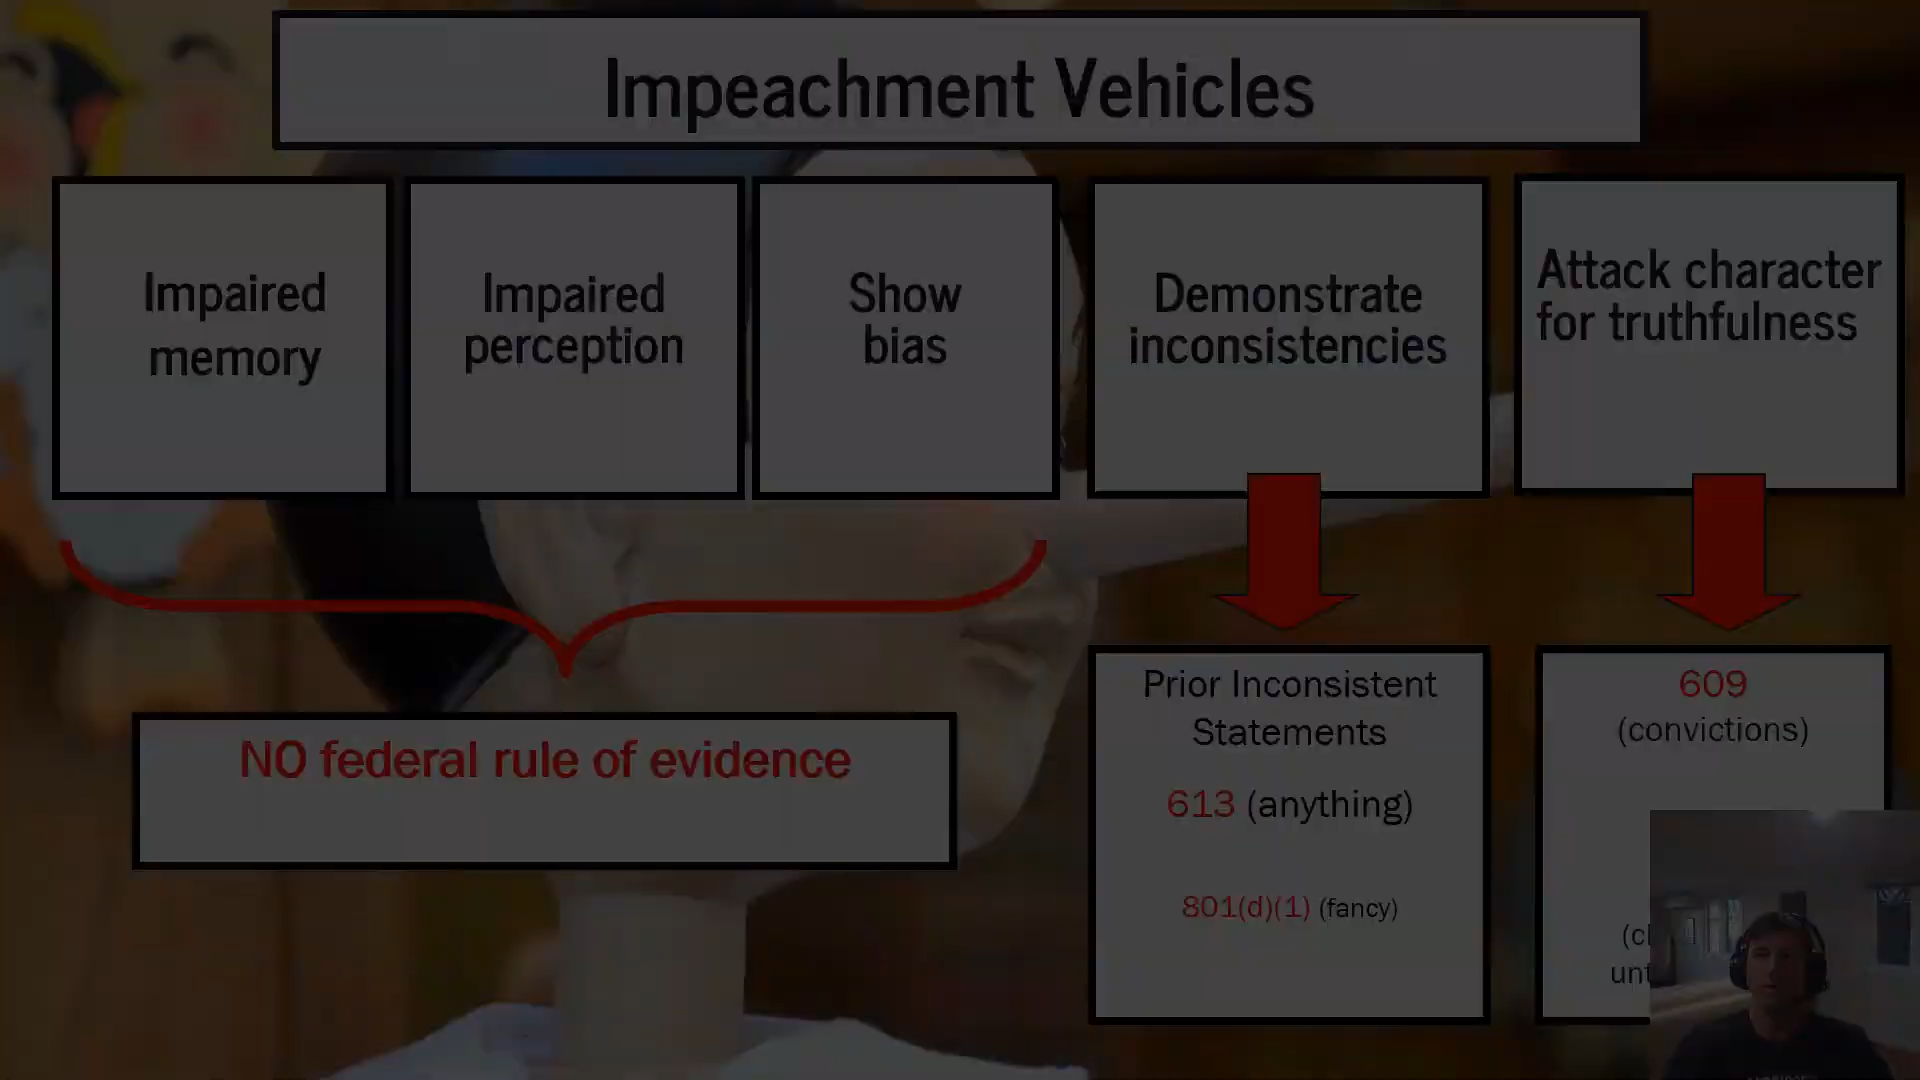 Impeachment Vehicles
Impaired
memory
Impaired
perception
Show
bias
Demonstrate
inconsistencies
Attack character
for truthfulness
NO federal rule of evidence
Prior Inconsistent
Statements
613 (anything)
801(d)(1) (fancy)
609
(convictions)